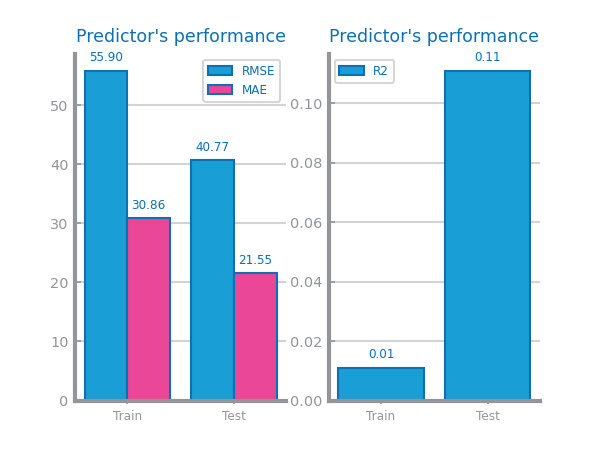 Predictor's performance
55.90
RMSE
MAE
50
40.77
40
30.86
30
21.55
20
10
0
Train
Test
Predictor's performance
0.11
R2
0.10
0.08
0.06
0.04
0.02
0.01
0.00
Train
Test